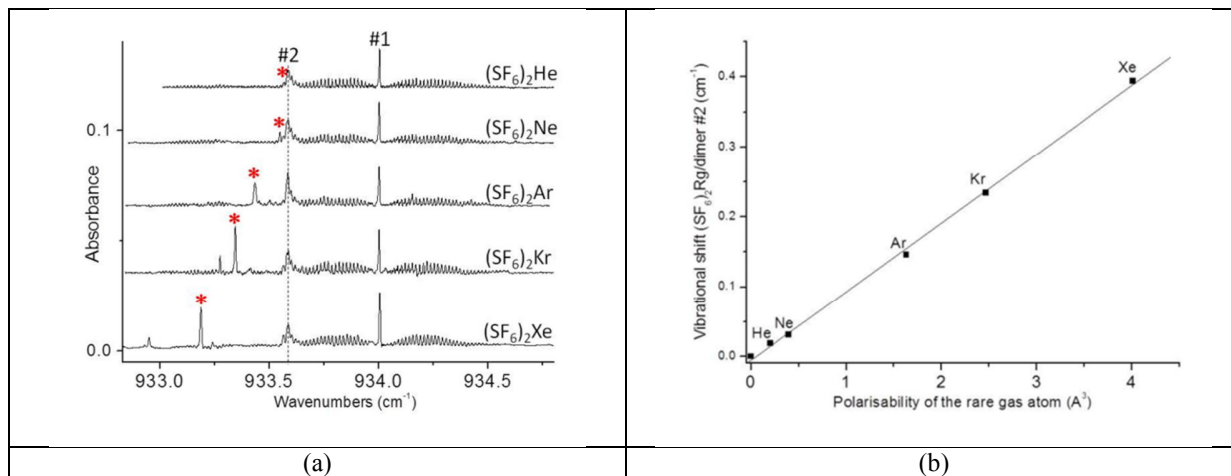 #2
#1
*
(SF6)2He
0.1
*
(SF6)2Ne
*
(SF6)2Ar
*
(SF6)2Kr
*
(SF6)2Xe
0.0
Absorbance
933.0
933.5
934.0
934.5
Wavenumbers (cm-1)
(a)
Vibrational shift (SF6)2Rg/dimer #2 (cm-1)
0.4
0.3
0.2
0.1
0.0
He
Ne
Ar
Kr
Xe
0
1
2
3
4
Polarisability of the rare gas atom (A3)
(b)